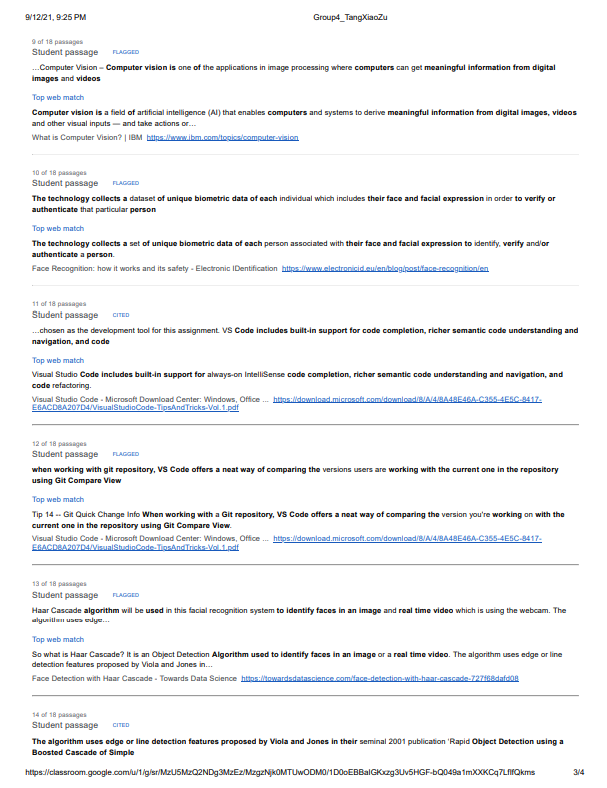 9/12/21, 9:25 PM Group4_TangXiaoZu
9 of 18 passages
Student passage FLAGGED
…Computer Vision – Computer vision is one of the applications in image processing where computers can get meaningful information from digital
images and videos
Top web match
Computer vision is a field of artificial intelligence (AI) that enables computers and systems to derive meaningful information from digital images, videos
and other visual inputs — and take actions or…
What is Computer Vision? | IBM https://www.ibm.com/topics/computer-vision
10 of 18 passages
Student passage FLAGGED
The technology collects a dataset of unique biometric data of each individual which includes their face and facial expression in order to verify or
authenticate that particular person
Top web match
The technology collects a set of unique biometric data of each person associated with their face and facial expression to identify, verify and/or
authenticate a person.
Face Recognition: how it works and its safety - Electronic IDentification https://www.electronicid.eu/en/blog/post/face-recognition/en
11 of 18 passages
Student passage CITED
…chosen as the development tool for this assignment. VS Code includes built-in support for code completion, richer semantic code understanding and
navigation, and code
Top web match
Visual Studio Code includes built-in support for always-on IntelliSense code completion, richer semantic code understanding and navigation, and
code refactoring.
Visual Studio Code - Microsoft Download Center: Windows, Office ... https://download.microsoft.com/download/8/A/4/8A48E46A-C355-4E5C-8417-
E6ACD8A207D4/VisualStudioCode-TipsAndTricks-Vol.1.pdf
12 of 18 passages
Student passage FLAGGED
when working with git repository, VS Code offers a neat way of comparing the versions users are working with the current one in the repository
using Git Compare View
Top web match
Tip 14 -- Git Quick Change Info When working with a Git repository, VS Code offers a neat way of comparing the version you're working on with the
current one in the repository using Git Compare View.
Visual Studio Code - Microsoft Download Center: Windows, Office ... https://download.microsoft.com/download/8/A/4/8A48E46A-C355-4E5C-8417-
E6ACD8A207D4/VisualStudioCode-TipsAndTricks-Vol.1.pdf
13 of 18 passages
Student passage FLAGGED
Haar Cascade algorithm will be used in this facial recognition system to identify faces in an image and real time video which is using the webcam. The
algorithm uses edge…
Top web match
So what is Haar Cascade? It is an Object Detection Algorithm used to identify faces in an image or a real time video. The algorithm uses edge or line
detection features proposed by Viola and Jones in…
Face Detection with Haar Cascade - Towards Data Science https://towardsdatascience.com/face-detection-with-haar-cascade-727f68dafd08
14 of 18 passages
Student passage CITED
The algorithm uses edge or line detection features proposed by Viola and Jones in their seminal 2001 publication 'Rapid Object Detection using a
Boosted Cascade of Simple
https://classroom.google.com/u/1/g/sr/MzU5MzQ2NDg3MzEz/MzgzNjk0MTUwODM0/1D0oEBBaIGKxzg3Uv5HGF-bQ049a1mXXKCq7LfIfQkms 3/4